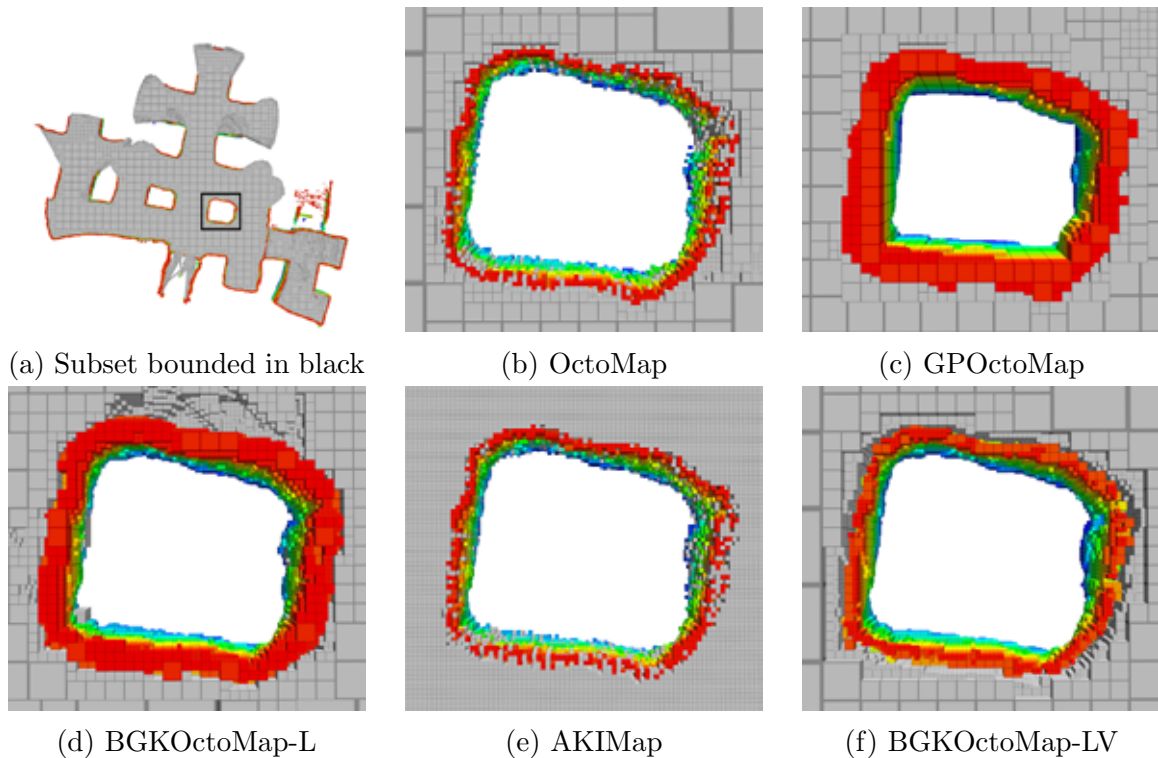 (a) Subset bounded in black
(b) OctoMap
(c) GPOctoMap
(d) BGKOctoMap-L
(e) AKIMap
(f) BGKOctoMap-LV